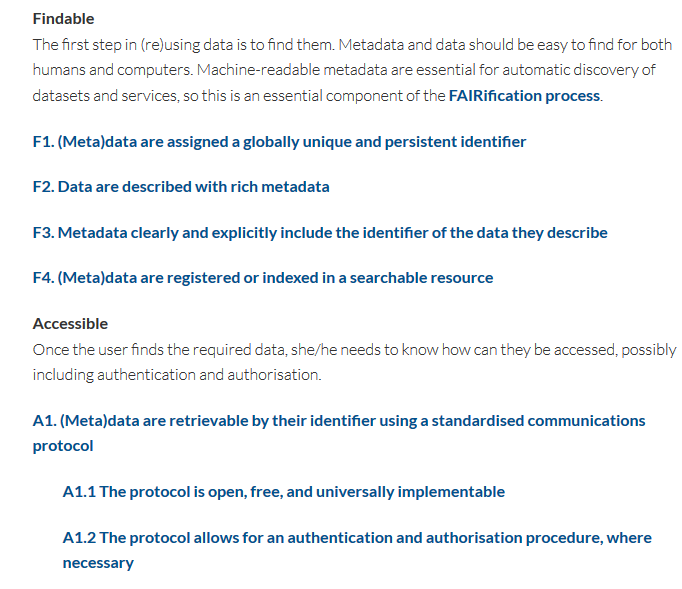 Findable
The first step in (re)using data is to find them. Metadata and data should be easy to find for both
humans and computers. Machine-readable metadata are essential for automatic discovery of
datasets and services, so this is an essential component of the FAIRification process.
F1. (Meta)data are assigned a globally unique and persistent identifier
F2. Data are described with rich metadata
F3. Metadata clearly and explicitly include the identifier of the data they describe
F4. (Meta)data are registered or indexed in a searchable resource
Accessible
Once the user finds the required data, she/he needs to know how can they be accessed, possibly
including authentication and authorisation.
A1. (Meta)data are retrievable by their identifier using a standardised communications
protocol
A1.1 The protocol is open, free, and universally implementable
A1.2 The protocol allows for an authentication and authorisation procedure, where
necessary